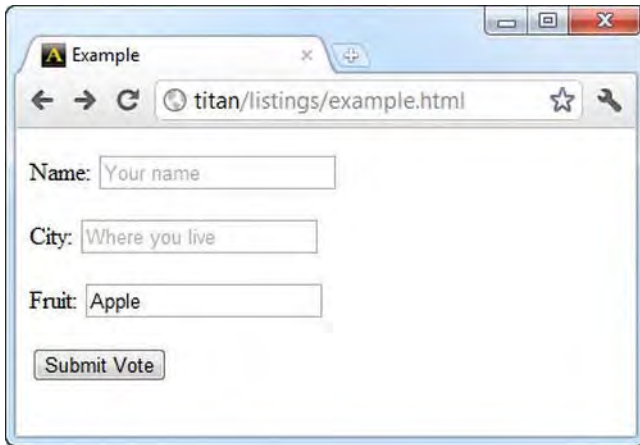 Example
titan/listings/example.html
Name: Your name
City: Where you live
Fruit: Apple
Submit Vote